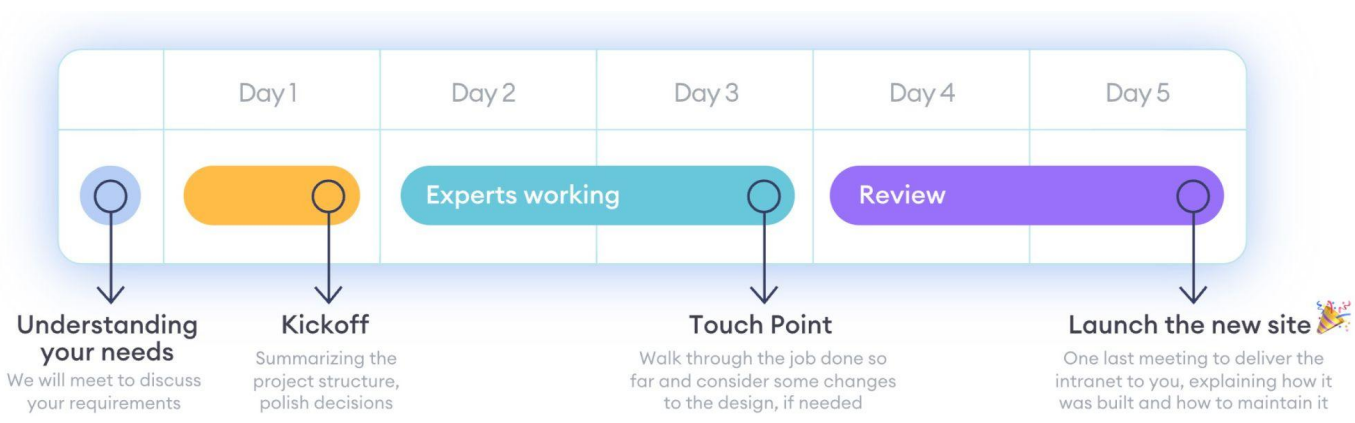 Day 1
Day 2
Day 3
Day 4
Day 5
Experts working
Review
Understanding
your needs
We will meet to discuss
your requirements
Kickoff
Summarizing the
project structure,
polish decisions
Touch Point
Walk through the job done so
far and consider some changes
to the design, if needed
Launch the new site 🎉
One last meeting to deliver the
intranet to you, explaining how it
was built and how to maintain it